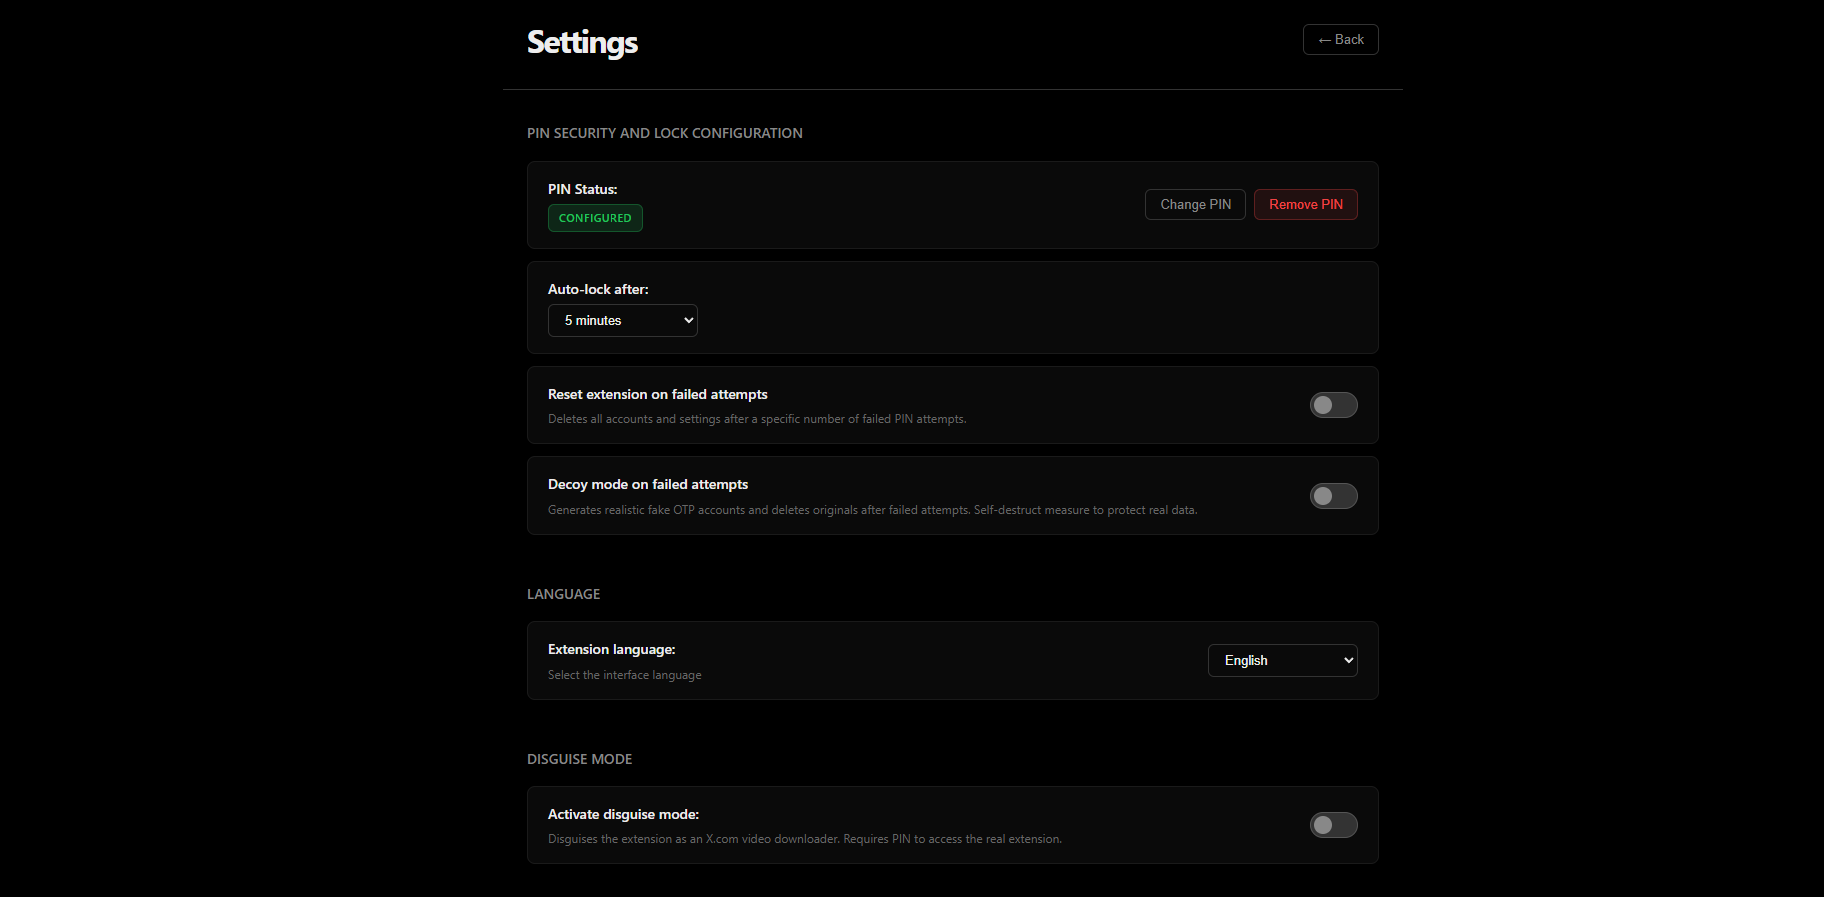 Settings
← Back
PIN SECURITY AND LOCK CONFIGURATION
PIN Status:
CONFIGURED
Change PIN
Remove PIN
Auto-lock after:
5 minutes
Reset extension on failed attempts
Deletes all accounts and settings after a specific number of failed PIN attempts.
Decoy mode on failed attempts
Generates realistic fake OTP accounts and deletes originals after failed attempts. Self-destruct measure to protect real data.
LANGUAGE
Extension language:
Select the interface language
English
DISGUISE MODE
Activate disguise mode:
Disguises the extension as an X.com video downloader. Requires PIN to access the real extension.